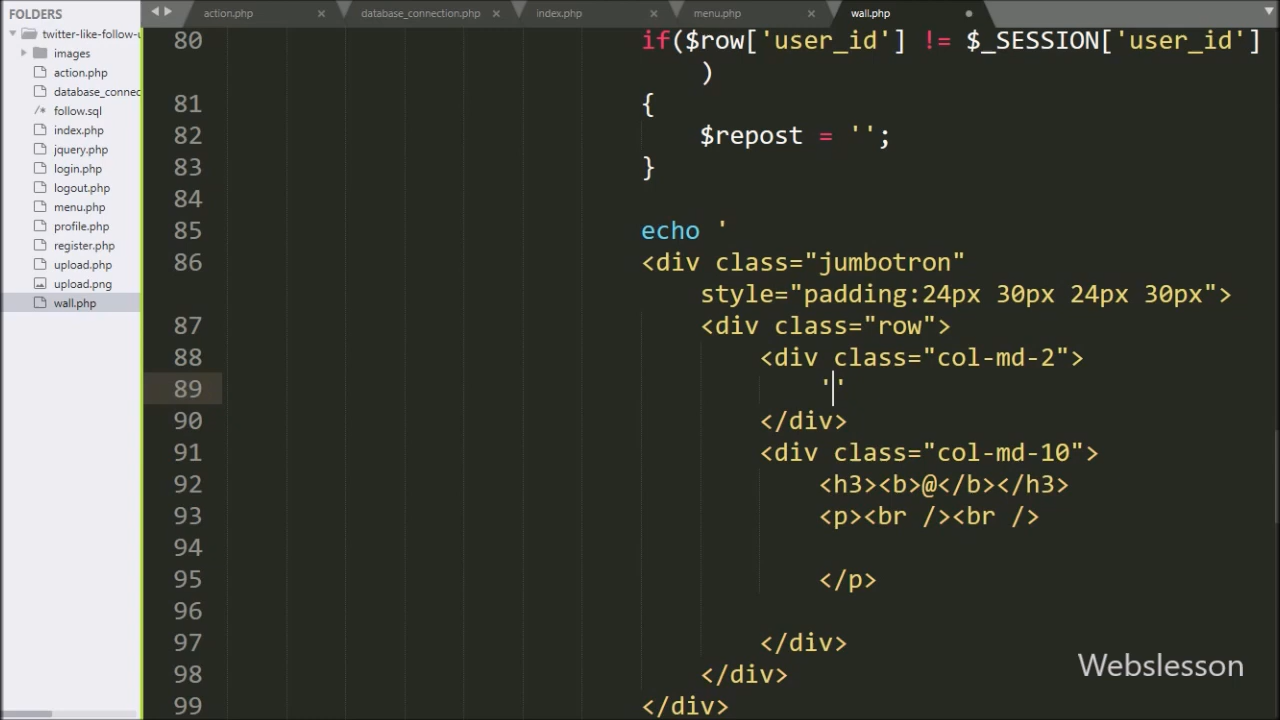 FOLDERS
twitter-like-follow-u
images
action.php
database_connec
follow.sql
index.php
jquery.php
login.php
logout.php
menu.php
profile.php
register.php
upload.php
upload.png
wall.php
action.php × database_connection.php × index.php × menu.php × wall.php
80 if($row['user_id'] != $_SESSION['user_id']
)
81 {
82 $repost = '';
83 }
84
85 echo '
86 <div class="jumbotron"
style="padding:24px 30px 24px 30px">
87 <div class="row">
88 <div class="col-md-2">
89 ''
90 </div>
91 <div class="col-md-10">
92 <h3><b>@</b></h3>
93 <p><br /><br />
94
95 </p>
96
97 </div>
98 </div>
99 </div>
Webslesson